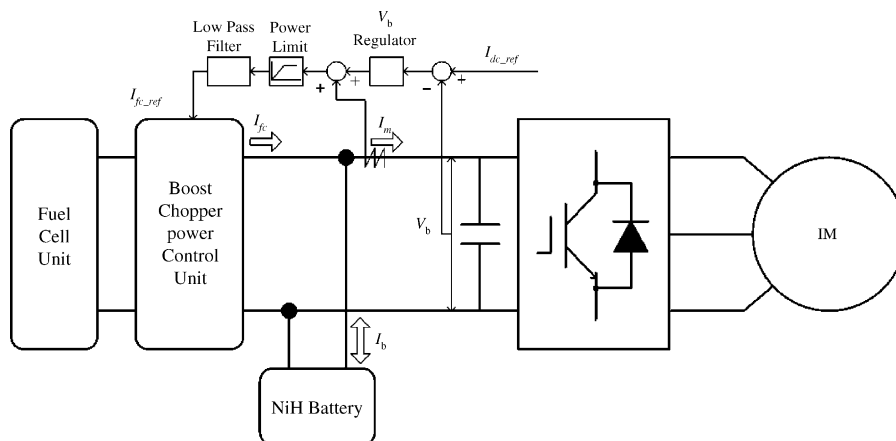 Low Pass
Filter
Power
Limit
V_b
Regulator
I_dc_ref
+
+
−
+
I_fc_ref
I_fc
I_m
Fuel
Cell
Unit
Boost
Chopper
power
Control
Unit
V_b
IM
I_b
NiH Battery